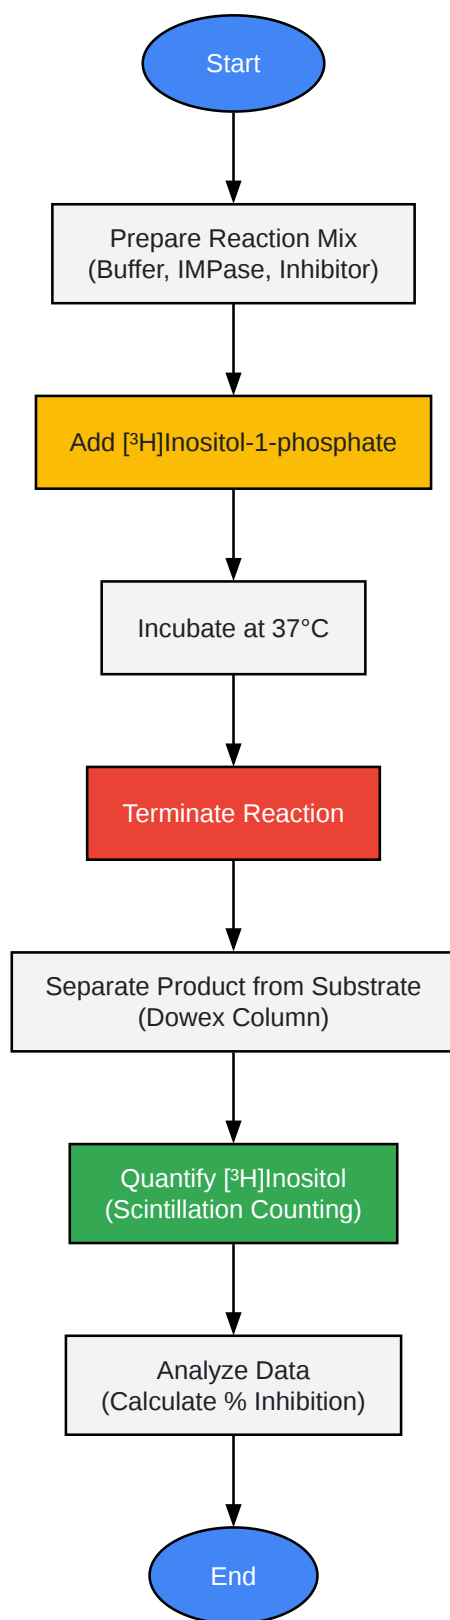 Start
Prepare Reaction Mix
(Buffer, IMPase, Inhibitor)
Add [³H]Inositol-1-phosphate
Incubate at 37°C
Terminate Reaction
Separate Product from Substrate
(Dowex Column)
Quantify [³H]Inositol
(Scintillation Counting)
Analyze Data
(Calculate % Inhibition)
End